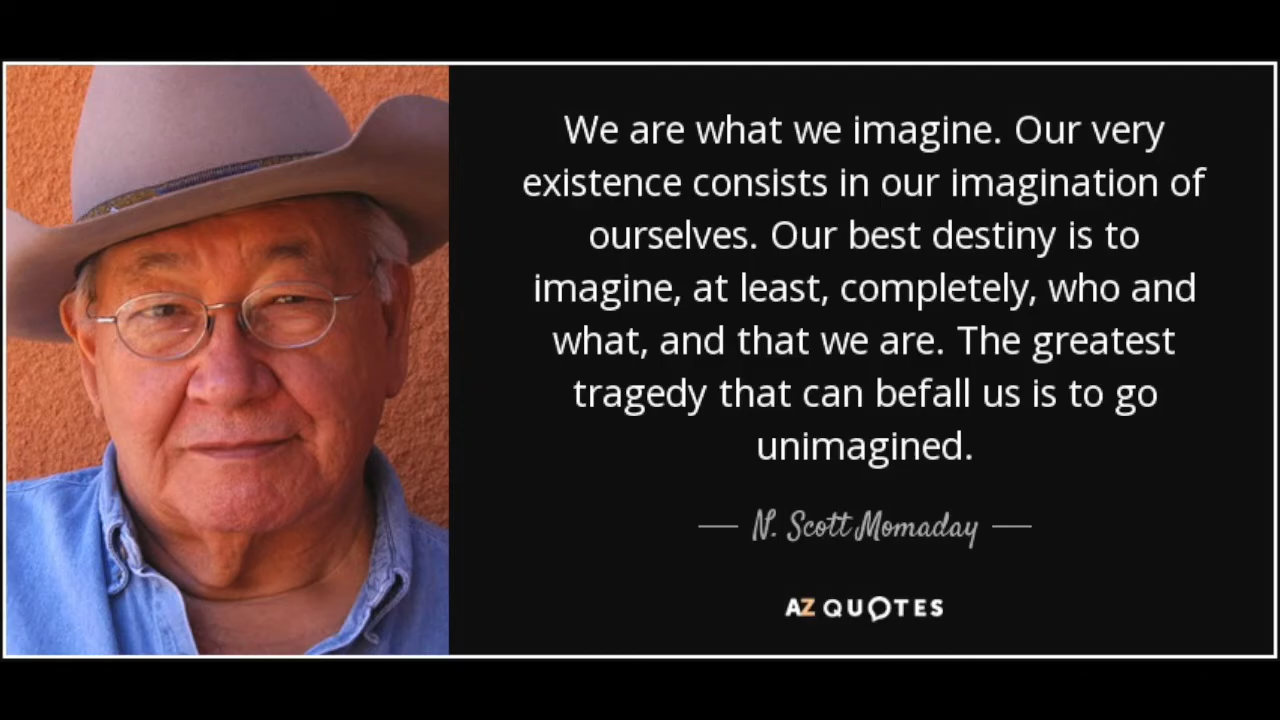 We are what we imagine. Our very
existence consists in our imagination of
ourselves. Our best destiny is to
imagine, at least, completely, who and
what, and that we are. The greatest
tragedy that can befall us is to go
unimagined.
N. Scott Momaday
AZ QUOTES